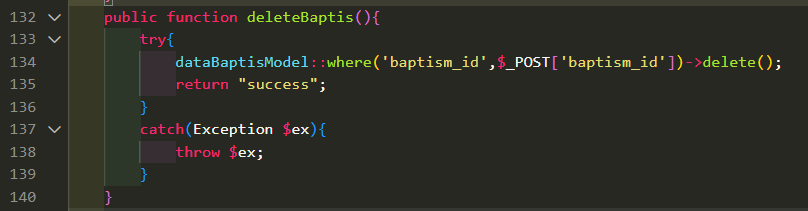 132 public function deleteBaptis(){
133 try{
134 dataBaptisModel::where('baptism_id',$_POST['baptism_id'])->delete();
135 return "success";
136 }
137 catch(Exception $ex){
138 throw $ex;
139 }
140 }